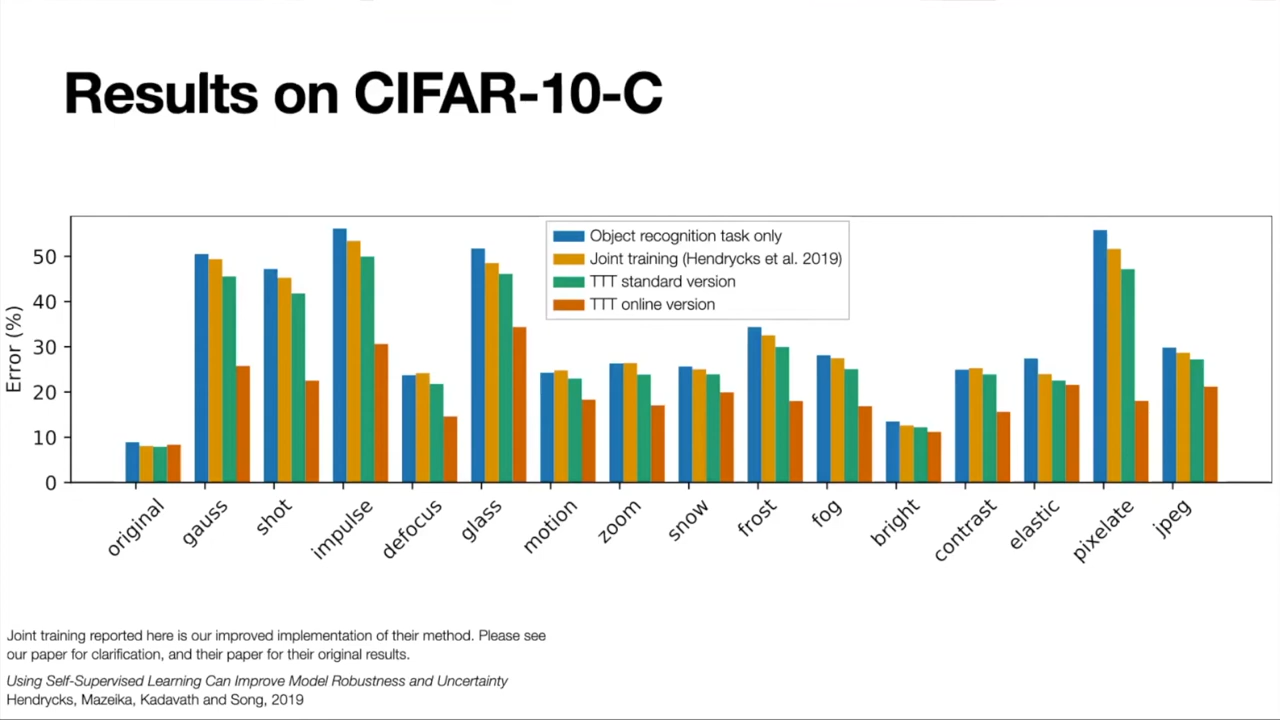 Results on CIFAR-10-C
Object recognition task only
Joint training (Hendrycks et al. 2019)
TTT standard version
TTT online version
Error (%)
50
40
30
20
10
0
original
gauss
shot
impulse
defocus
glass
motion
zoom
snow
frost
fog
bright
contrast
elastic
pixelate
jpeg
Joint training reported here is our improved implementation of their method. Please see
our paper for clarification, and their paper for their original results.
Using Self-Supervised Learning Can Improve Model Robustness and Uncertainty
Hendrycks, Mazeika, Kadavath and Song, 2019